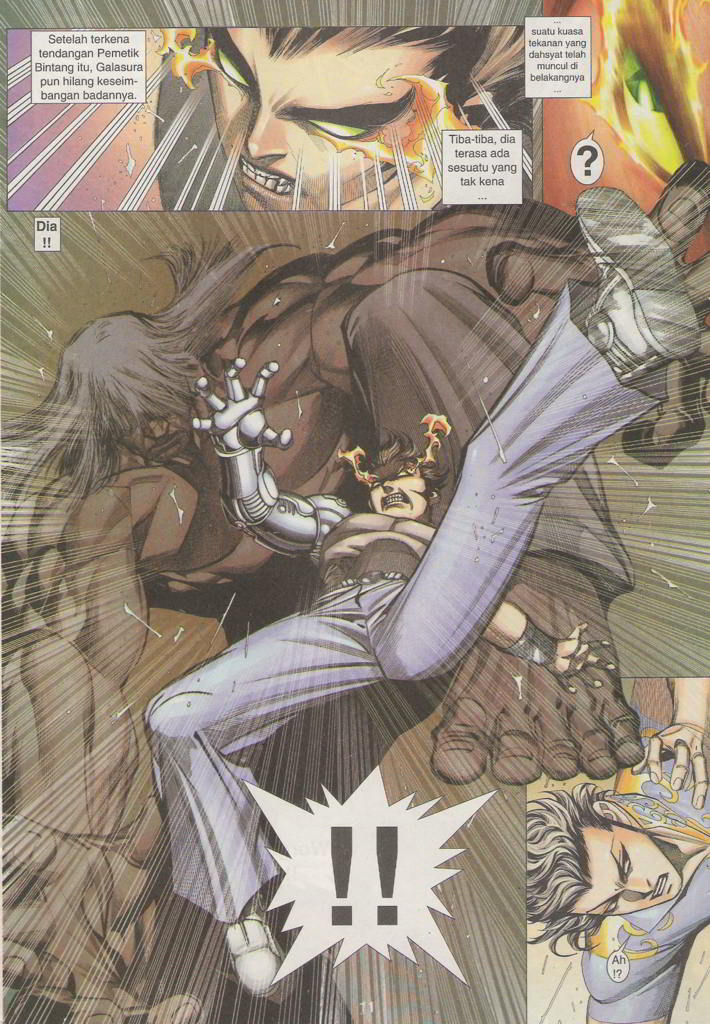 Setelah terkena
tendangan Pemetik
Bintang itu, Galasura
pun hilang keseim-
bangan badannya.
Tiba-tiba, dia
terasa ada
sesuatu yang
tak kena
...
...
suatu kuasa
tekanan yang
dahsyat telah
muncul di
belakangnya
...
?
Dia
!!
!!
Ah
!?
11